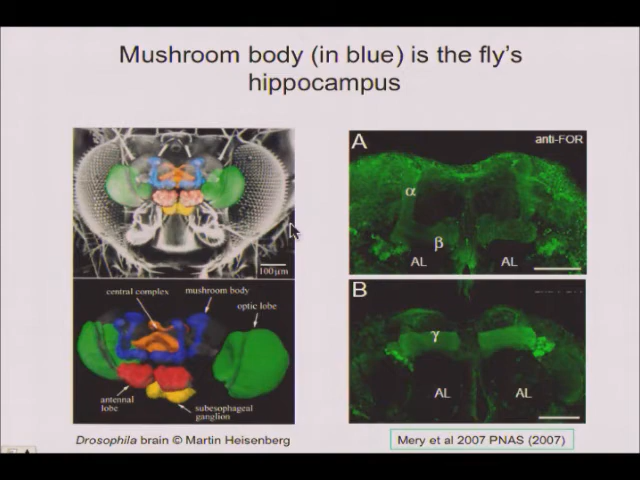 Mushroom body (in blue) is the fly's
hippocampus
100μm
central complex
mushroom body
optic lobe
antennal
lobe
subesophageal
ganglion
Drosophila brain © Martin Heisenberg
A
anti-FOR
α
β
AL
AL
B
γ
AL
AL
Mery et al 2007 PNAS (2007)